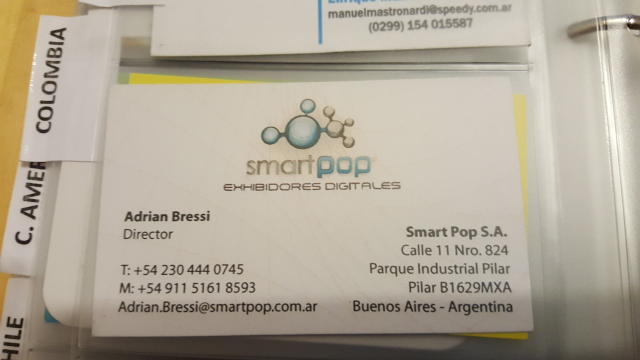 manuelmastronardi@speedy.com.ar
(0299) 154 015587
COLOMBIA
C. AMER
smartpop
EXHIBIDORES DIGITALES
Adrian Bressi
Director
T: +54 230 444 0745
M: +54 911 5161 8593
Adrian.Bressi@smartpop.com.ar
Smart Pop S.A.
Calle 11 Nro. 824
Parque Industrial Pilar
Pilar B1629MXA
Buenos Aires - Argentina
HILE